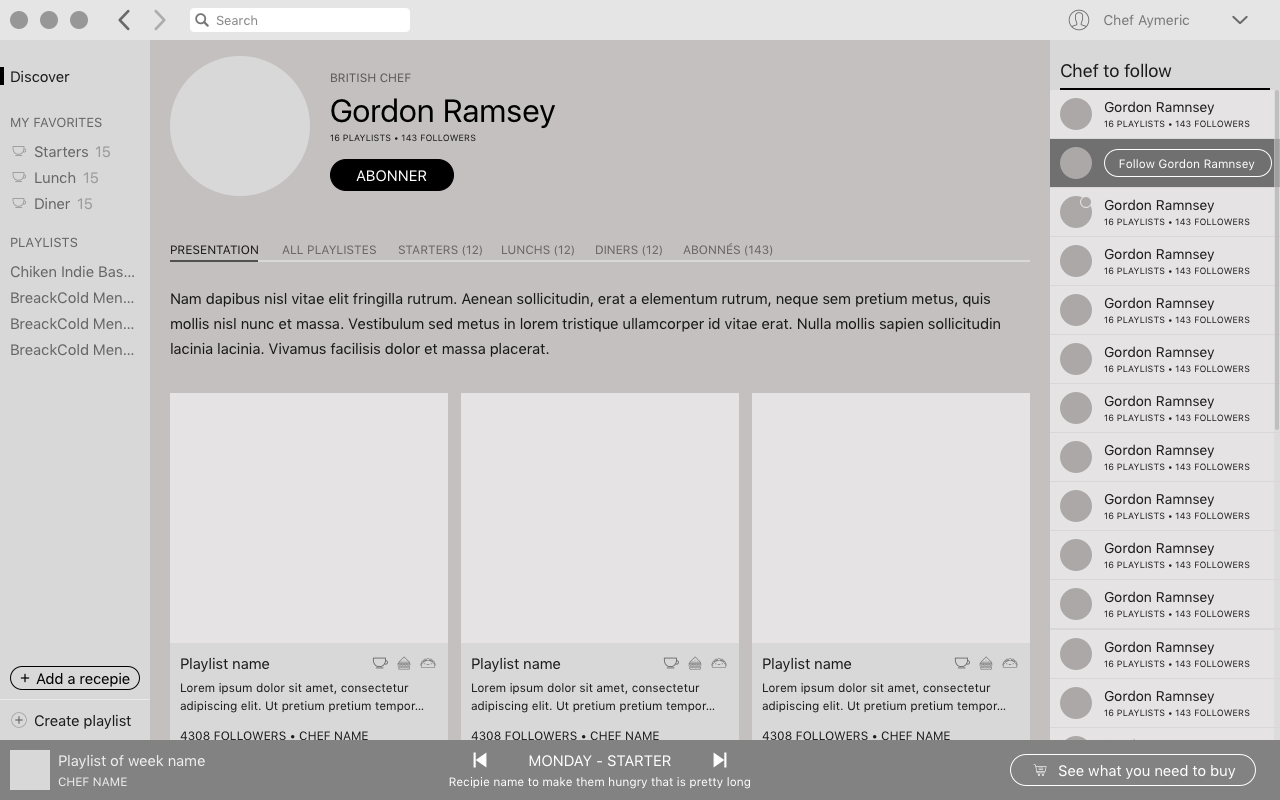 Search
Chef Aymeric
Discover
MY FAVORITES
Starters 15
Lunch 15
Diner 15
PLAYLISTS
Chiken Indie Bas...
BreackCold Men...
BreackCold Men...
BreackCold Men...
+ Add a recepie
Create playlist
BRITISH CHEF
Gordon Ramsey
16 PLAYLISTS • 143 FOLLOWERS
ABONNER
PRESENTATION ALL PLAYLISTES STARTERS (12) LUNCHS (12) DINERS (12) ABONNÉS (143)
Nam dapibus nisl vitae elit fringilla rutrum. Aenean sollicitudin, erat a elementum rutrum, neque sem pretium metus, quis
mollis nisl nunc et massa. Vestibulum sed metus in lorem tristique ullamcorper id vitae erat. Nulla mollis sapien sollicitudin
lacinia lacinia. Vivamus facilisis dolor et massa placerat.
Playlist name
Lorem ipsum dolor sit amet, consectetur
adipiscing elit. Ut pretium pretium tempor...
4308 FOLLOWERS • CHEF NAME
Playlist name
Lorem ipsum dolor sit amet, consectetur
adipiscing elit. Ut pretium pretium tempor...
4308 FOLLOWERS • CHEF NAME
Playlist name
Lorem ipsum dolor sit amet, consectetur
adipiscing elit. Ut pretium pretium tempor...
4308 FOLLOWERS • CHEF NAME
Chef to follow
Gordon Ramnsey
16 PLAYLISTS • 143 FOLLOWERS
Follow Gordon Ramnsey
Gordon Ramnsey
16 PLAYLISTS • 143 FOLLOWERS
Gordon Ramnsey
16 PLAYLISTS • 143 FOLLOWERS
Gordon Ramnsey
16 PLAYLISTS • 143 FOLLOWERS
Gordon Ramnsey
16 PLAYLISTS • 143 FOLLOWERS
Gordon Ramnsey
16 PLAYLISTS • 143 FOLLOWERS
Gordon Ramnsey
16 PLAYLISTS • 143 FOLLOWERS
Gordon Ramnsey
16 PLAYLISTS • 143 FOLLOWERS
Gordon Ramnsey
16 PLAYLISTS • 143 FOLLOWERS
Gordon Ramnsey
16 PLAYLISTS • 143 FOLLOWERS
Gordon Ramnsey
16 PLAYLISTS • 143 FOLLOWERS
Gordon Ramnsey
16 PLAYLISTS • 143 FOLLOWERS
Playlist of week name
CHEF NAME
MONDAY - STARTER
Recipie name to make them hungry that is pretty long
See what you need to buy